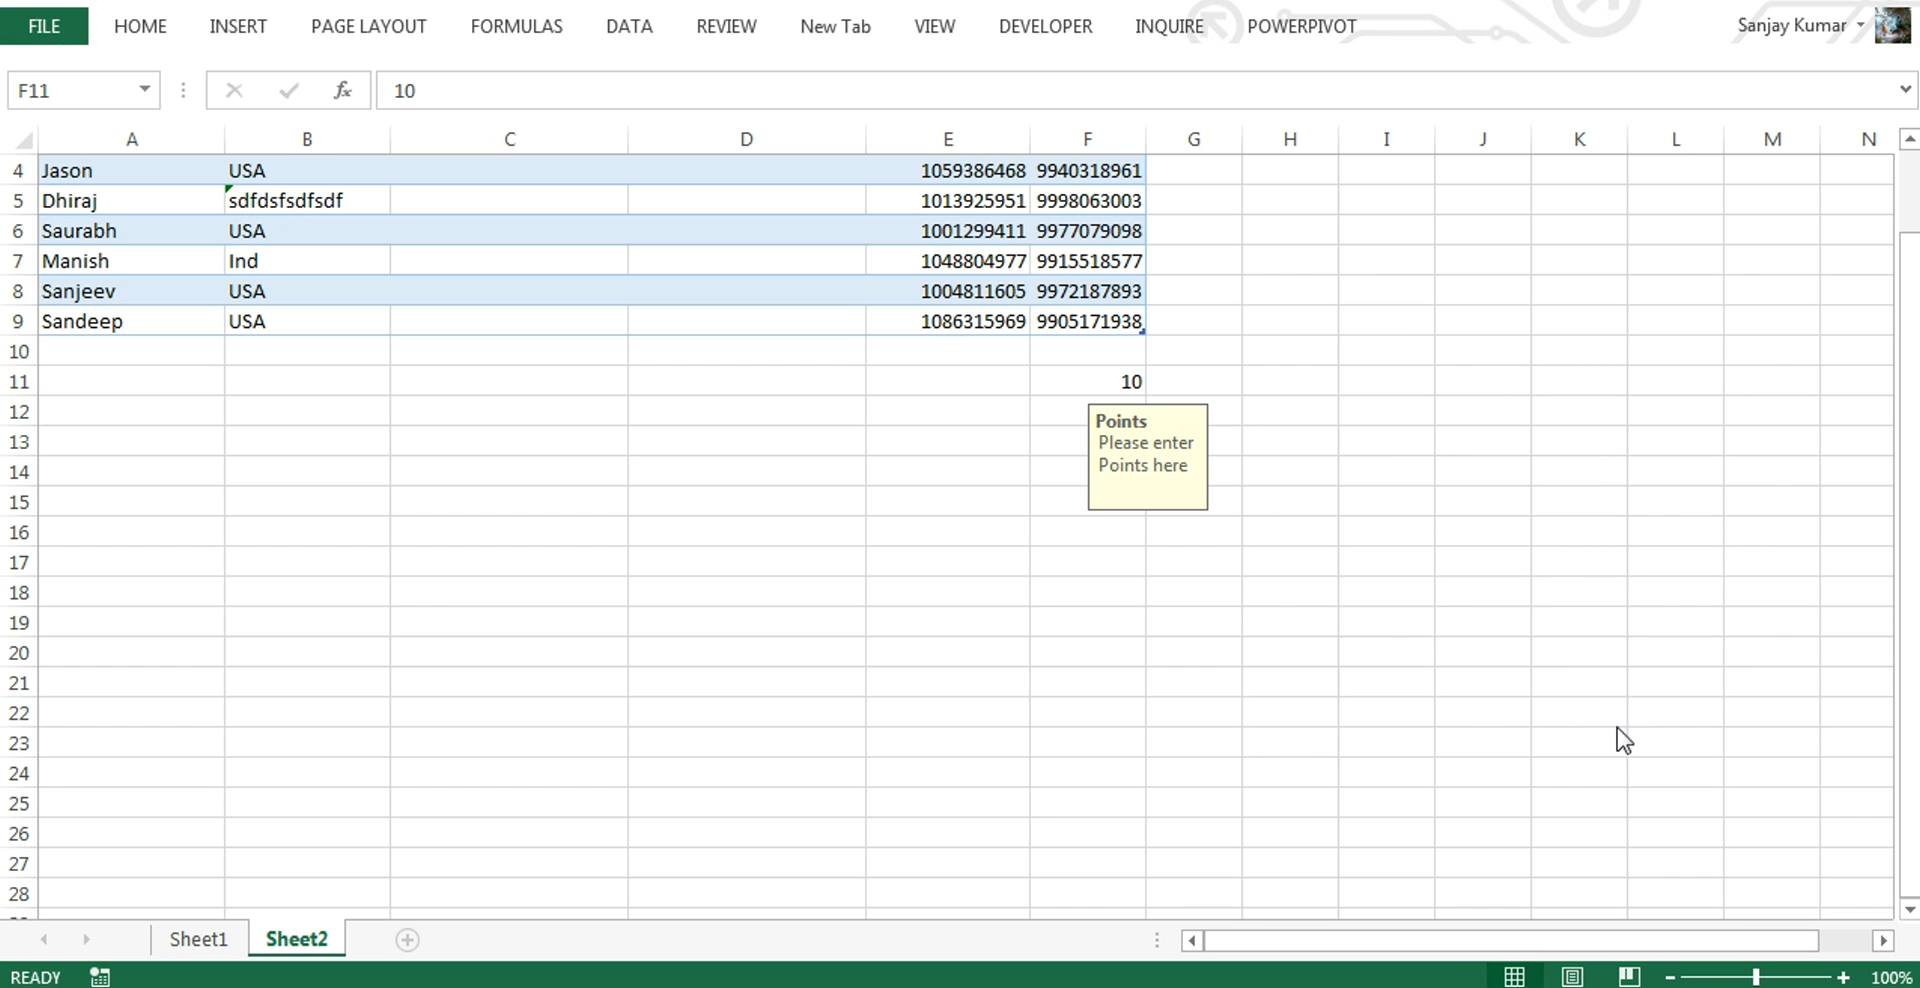 FILE HOME INSERT PAGE LAYOUT FORMULAS DATA REVIEW New Tab VIEW DEVELOPER INQUIRE POWERPIVOT Sanjay Kumar
F11 fx 10
A B C D E F G H I J K L M N
4 Jason USA 1059386468 9940318961
5 Dhiraj sdfdsfsdfsdf 1013925951 9998063003
6 Saurabh USA 1001299411 9977079098
7 Manish Ind 1048804977 9915518577
8 Sanjeev USA 1004811605 9972187893
9 Sandeep USA 1086315969 9905171938
10
11 10
12 Points
13 Please enter
14 Points here
15
16
17
18
19
20
21
22
23
24
25
26
27
28
Sheet1 Sheet2
READY 100%